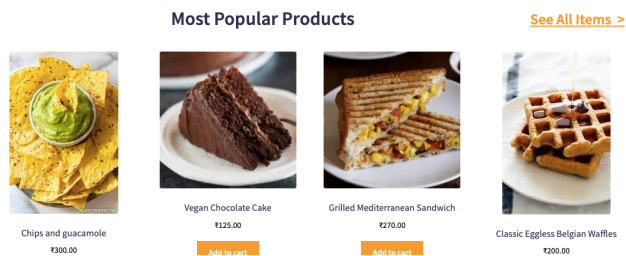 Most Popular Products
See All Items >
Vegan Chocolate Cake
Grilled Mediterranean Sandwich
₹125.00
₹270.00
Chips and guacamole
Classic Eggless Belgian Waffles
₹300.00
Add to cart
Add to cart
₹200.00